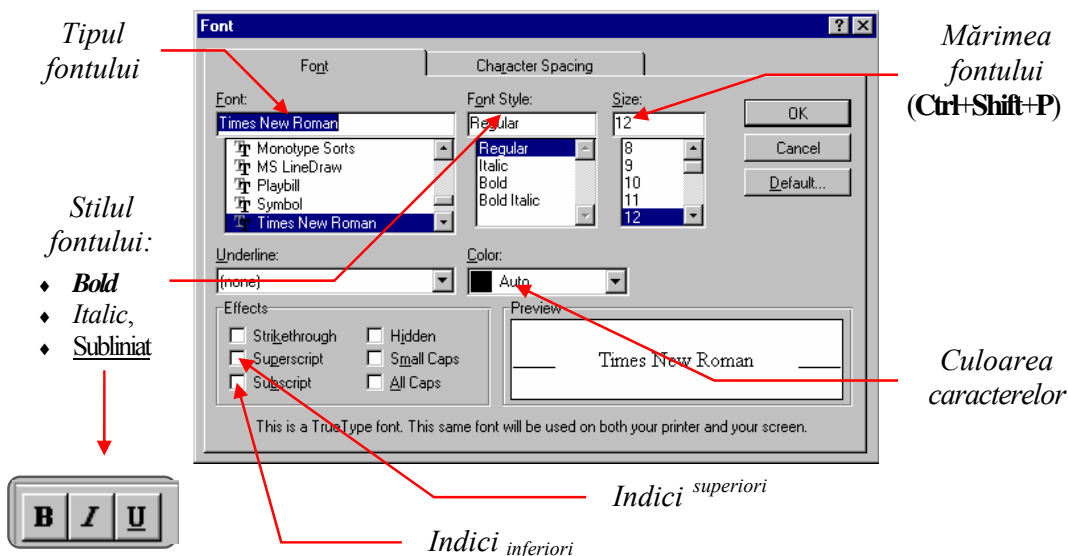 Tipul
fontului
Stilul
fontului:
♦ Bold
♦ Italic,
♦ Subliniat
B I U
Font
Font
Character Spacing
Font:
Times New Roman
Monotype Sorts
MS LineDraw
Playbill
Symbol
Times New Roman
Font Style:
Regular
Regular
Italic
Bold
Bold Italic
Size:
12
8
9
10
11
12
OK
Cancel
Default...
Underline:
(none)
Color:
Auto
Effects
Strikethrough
Superscript
Subscript
Hidden
Small Caps
All Caps
Preview
Times New Roman
This is a TrueType font. This same font will be used on both your printer and your screen.
Mărimea
fontului
(Ctrl+Shift+P)
Culoarea
caracterelor
Indici superiori
Indici inferiori